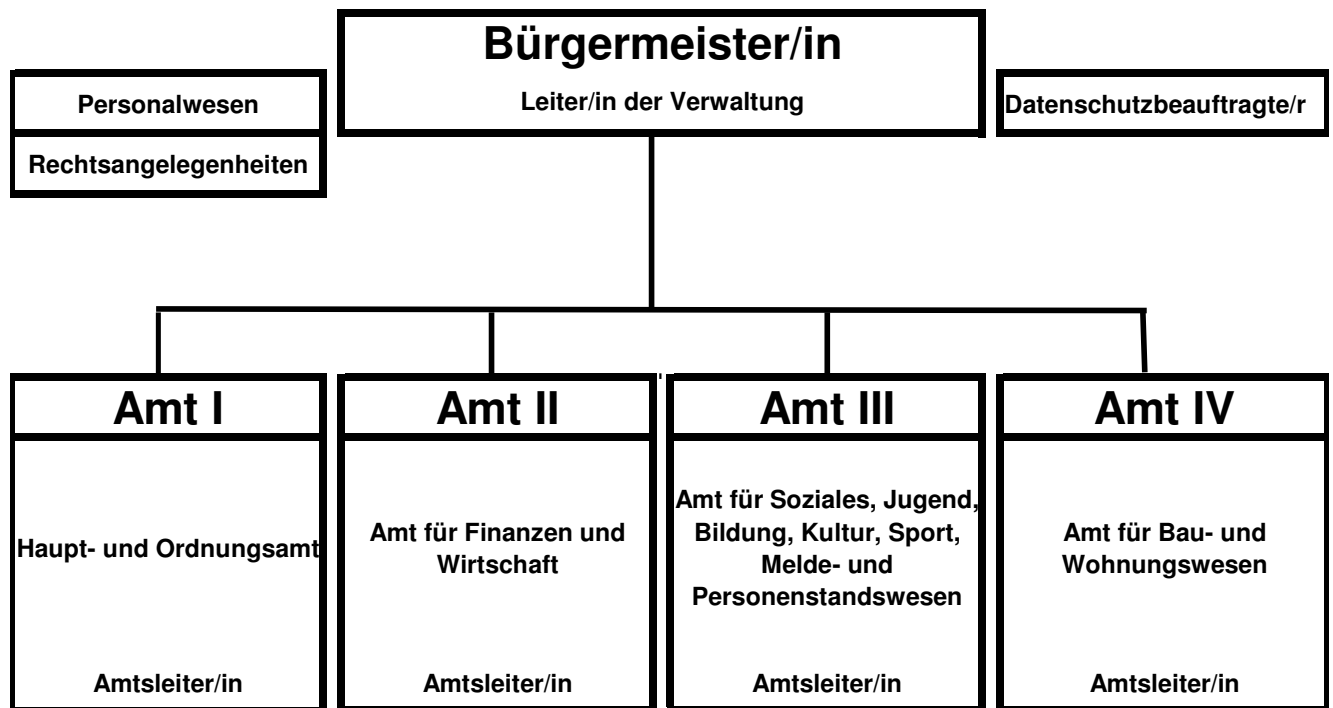 Bürgermeister/in
Leiter/in der Verwaltung
Personalwesen
Rechtsangelegenheiten
Datenschutzbeauftragte/r
Amt I
Haupt- und Ordnungsamt
Amtsleiter/in
Amt II
Amt für Finanzen und
Wirtschaft
Amtsleiter/in
Amt III
Amt für Soziales, Jugend,
Bildung, Kultur, Sport,
Melde- und
Personenstandswesen
Amtsleiter/in
Amt IV
Amt für Bau- und
Wohnungswesen
Amtsleiter/in